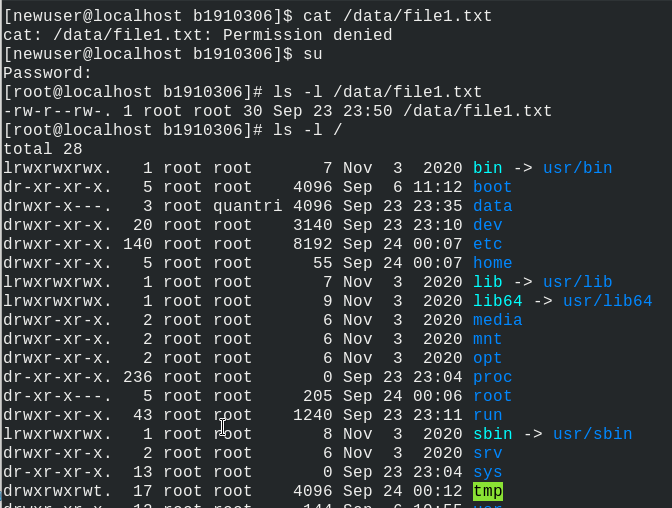 [newuser@localhost b1910306]$ cat /data/file1.txt
cat: /data/file1.txt: Permission denied
[newuser@localhost b1910306]$ su
Password:
[root@localhost b1910306]# ls -l /data/file1.txt
-rw-r--rw-. 1 root root 30 Sep 23 23:50 /data/file1.txt
[root@localhost b1910306]# ls -l /
total 28
lrwxrwxrwx.   1 root root       7 Nov  3  2020 bin -> usr/bin
dr-xr-xr-x.   5 root root    4096 Sep  6 11:12 boot
drwxr-x---.   3 root quantri 4096 Sep 23 23:35 data
drwxr-xr-x.  20 root root    3140 Sep 23 23:10 dev
drwxr-xr-x. 140 root root    8192 Sep 24 00:07 etc
drwxr-xr-x.   5 root root      55 Sep 24 00:07 home
lrwxrwxrwx.   1 root root       7 Nov  3  2020 lib -> usr/lib
lrwxrwxrwx.   1 root root       9 Nov  3  2020 lib64 -> usr/lib64
drwxr-xr-x.   2 root root       6 Nov  3  2020 media
drwxr-xr-x.   2 root root       6 Nov  3  2020 mnt
drwxr-xr-x.   2 root root       6 Nov  3  2020 opt
dr-xr-xr-x. 236 root root       0 Sep 23 23:04 proc
dr-xr-x---.   5 root root     205 Sep 24 00:06 root
drwxr-xr-x.  43 root root    1240 Sep 23 23:11 run
lrwxrwxrwx.   1 root root       8 Nov  3  2020 sbin -> usr/sbin
drwxr-xr-x.   2 root root       6 Nov  3  2020 srv
dr-xr-xr-x.  13 root root       0 Sep 23 23:04 sys
drwxrwxrwt.  17 root root    4096 Sep 24 00:12 tmp